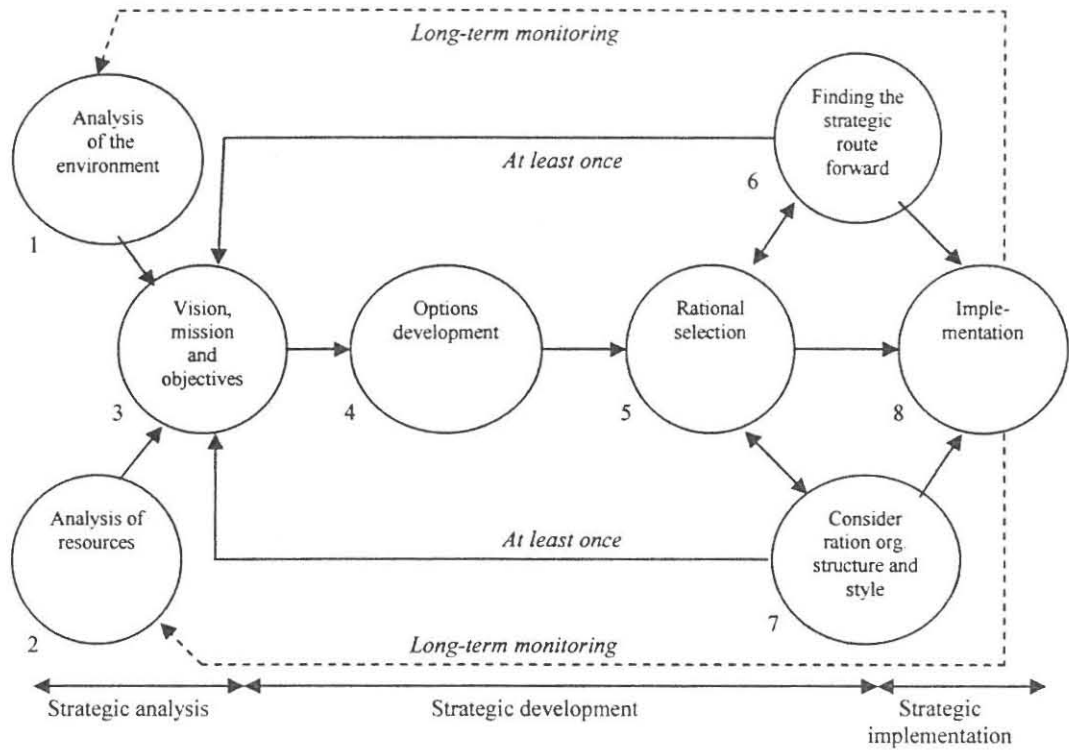 Long-term monitoring
Analysis
of the
environment
1
Finding the
strategic
route
forward
6
At least once
Vision,
mission
and
objectives
3
Options
development
4
Rational
selection
5
Imple-
mentation
8
Analysis of
resources
2
At least once
Consider
ration org.
structure and
style
7
Long-term monitoring
Strategic analysis
Strategic development
Strategic
implementation